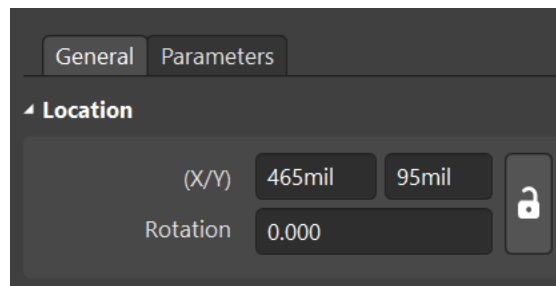 General Parameters
Location
(X/Y) 465mil 95mil
Rotation 0.000